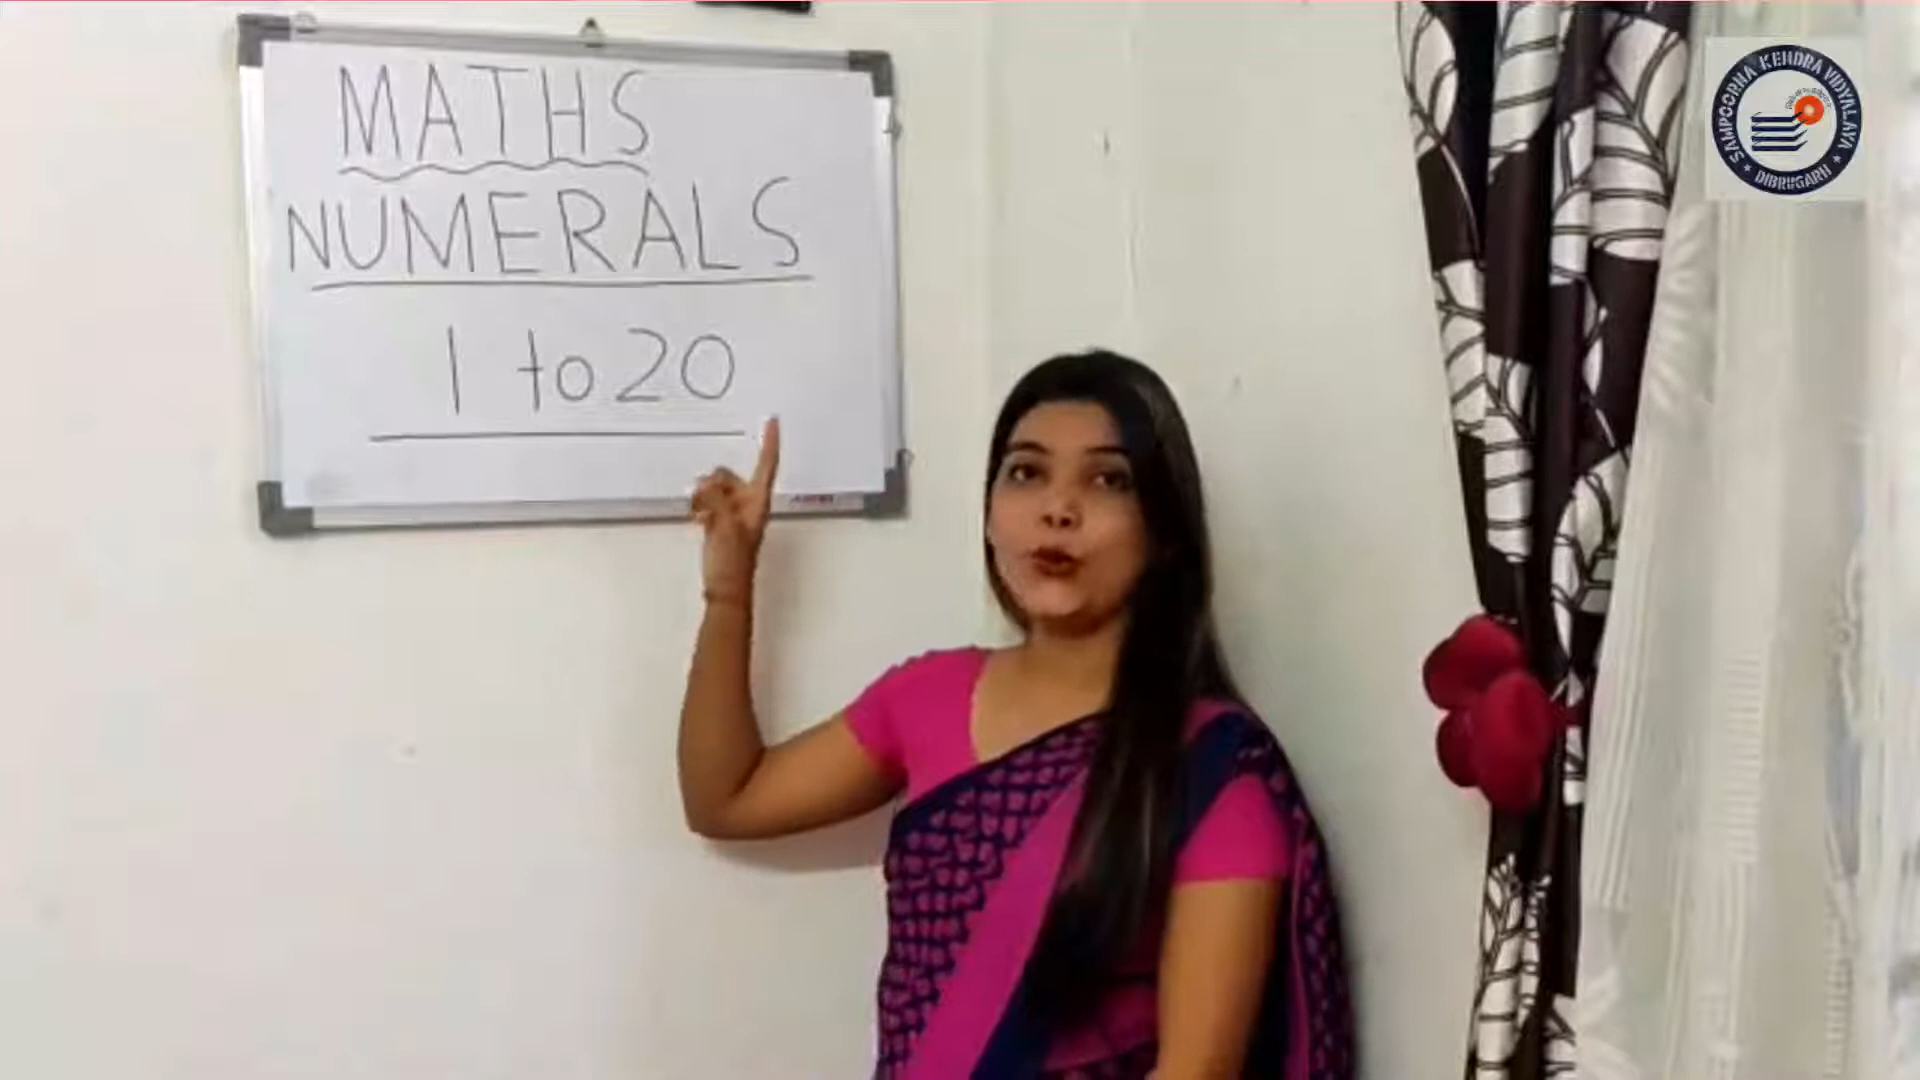 MATHS
NUMERALS
1 to 20
SAMPOORNA KENDRA VIDYALAYA
DIBRUGARH